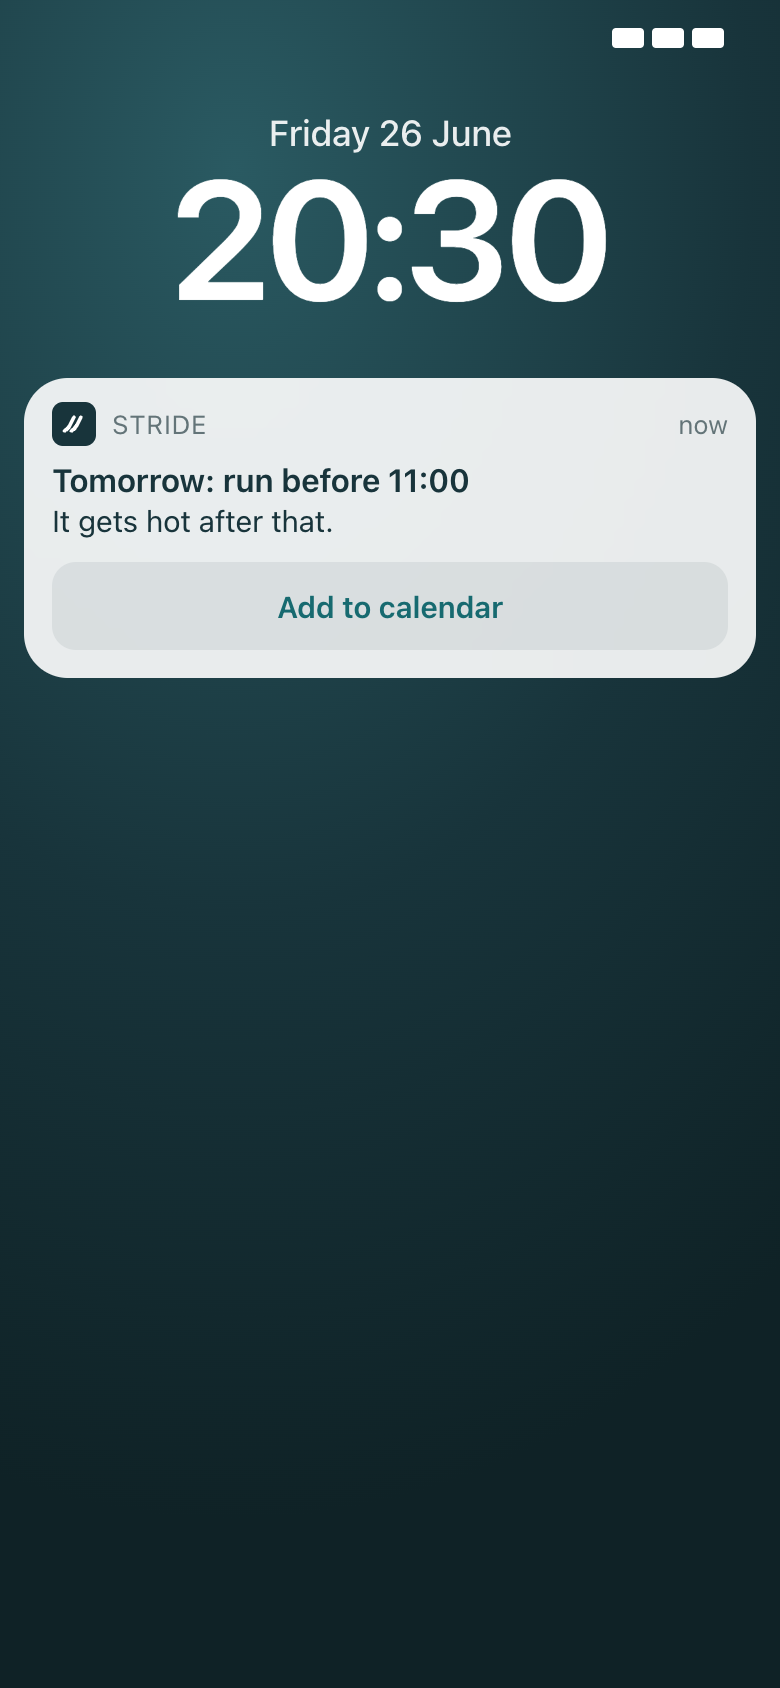 Friday 26 June
20:30
STRIDE now
Tomorrow: run before 11:00
It gets hot after that.
Add to calendar